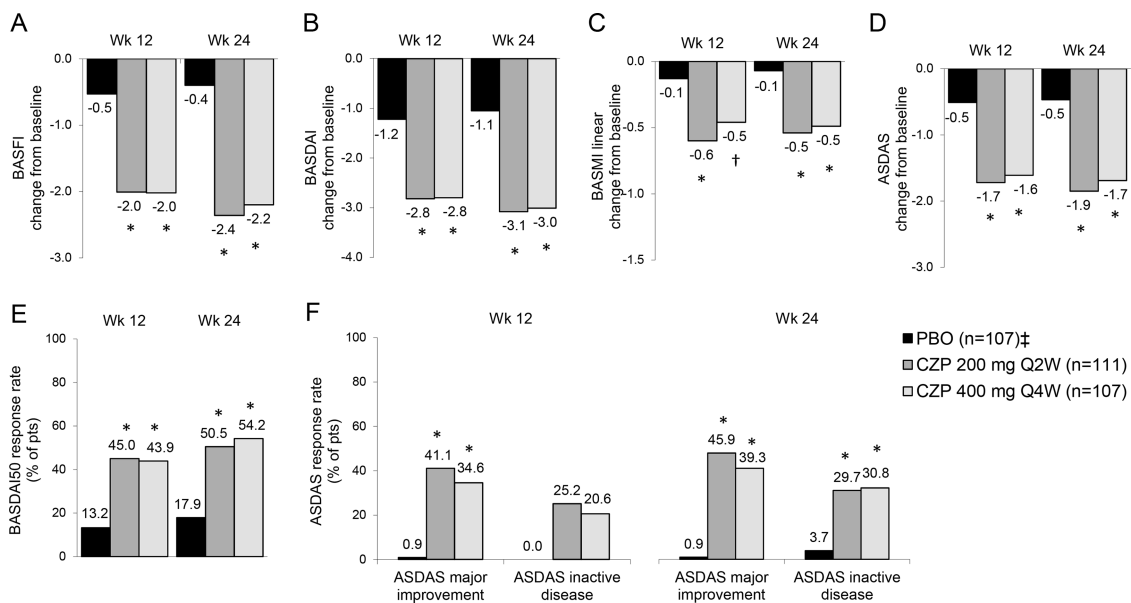 A
Wk 12
Wk 24
0.0
-1.0
-2.0
-3.0
BASFI
change from baseline
-0.5
-2.0
-2.0
*
*
-0.4
-2.4
-2.2
*
*
B
Wk 12
Wk 24
0.0
-1.0
-2.0
-3.0
-4.0
BASDAI
change from baseline
-1.2
-2.8
-2.8
*
*
-1.1
-3.1
-3.0
*
*
C
Wk 12
Wk 24
0.0
-0.5
-1.0
-1.5
BASMI linear
change from baseline
-0.1
-0.6
-0.5
*
†
-0.1
-0.5
-0.5
*
*
D
Wk 12
Wk 24
0.0
-1.0
-2.0
-3.0
ASDAS
change from baseline
-0.5
-1.7
-1.6
*
*
-0.5
-1.9
-1.7
*
*
E
Wk 12
Wk 24
100
80
60
40
20
0
BASDAI50 response rate
(% of pts)
13.2
*
45.0
*
43.9
17.9
*
50.5
*
54.2
F
Wk 12
Wk 24
100
80
60
40
20
0
ASDAS response rate
(% of pts)
0.9
*
41.1
*
34.6
0.0
25.2
20.6
0.9
*
45.9
*
39.3
3.7
*
29.7
*
30.8
ASDAS major
improvement
ASDAS inactive
disease
ASDAS major
improvement
ASDAS inactive
disease
PBO (n=107)‡
CZP 200 mg Q2W (n=111)
CZP 400 mg Q4W (n=107)